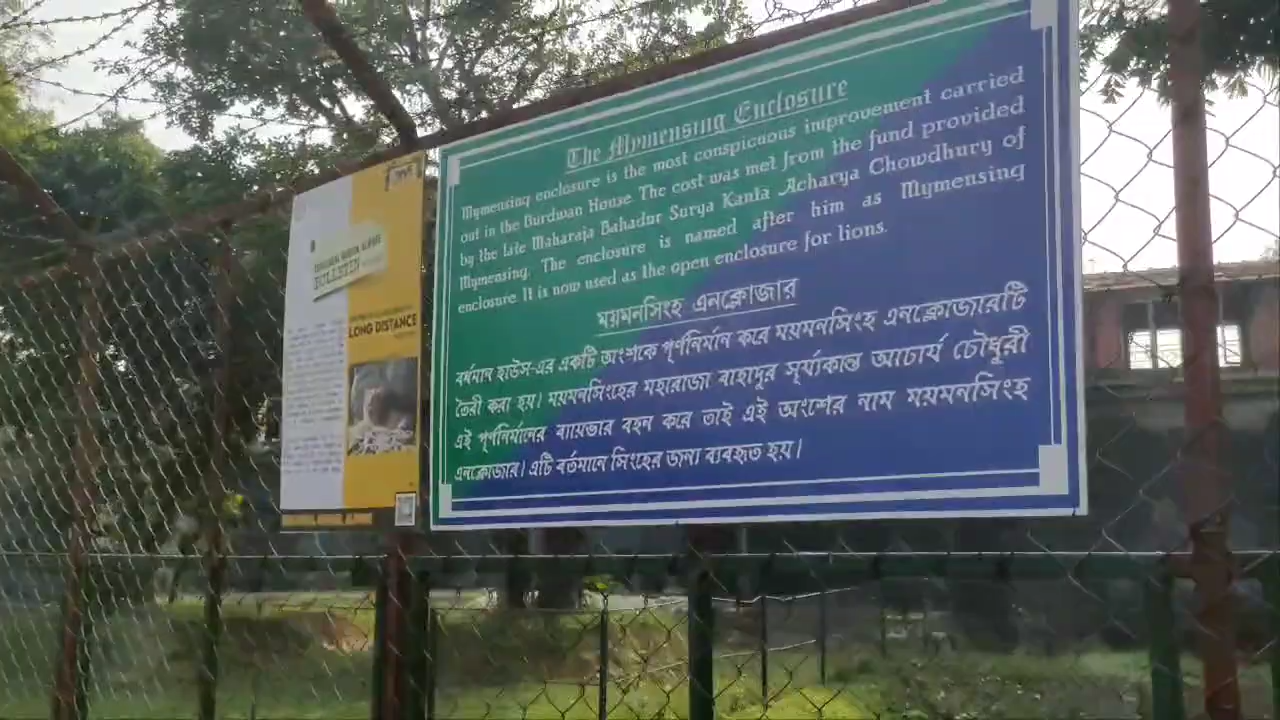 The Mymensing Enclosure
Mymensing enclosure is the most conspicuous improvement carried
out in the Burdwan House. The cost was met from the fund provided
by the late Maharaja Bahadur Surya Kanta Acharya Chowdhury of
Mymensing. The enclosure is named after him as Mymensing
enclosure. It is now used as the open enclosure for lions.
ময়মনসিংহ এনক্লোজার
বর্ধমান হাউস-এর একটি অংশকে পূর্ণনির্মান করে ময়মনসিংহ এনক্লোজারটি
তৈরী করা হয়। ময়মনসিংহের মহারাজা বাহাদুর সূর্য্যকান্ত আচার্য চৌধুরী
এই পূর্ণনির্মানের ব্যায়ভার বহন করে তাই এই অংশের নাম ময়মনসিংহ
এনক্লোজার। এটি বর্তমানে সিংহের জন্য ব্যবহৃত হয়।
BULLETIN
LONG DISTANCE